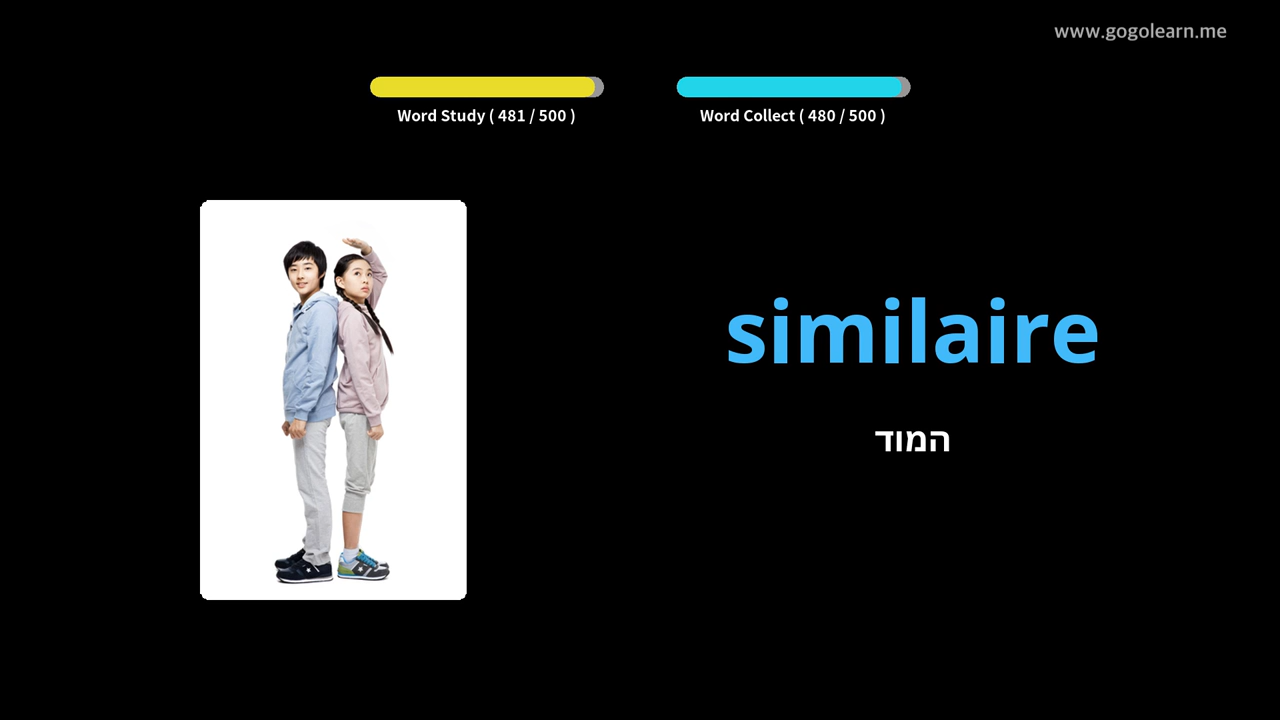 www.gogolearn.me
Word Study ( 481 / 500 )
Word Collect ( 480 / 500 )
similaire
המוד